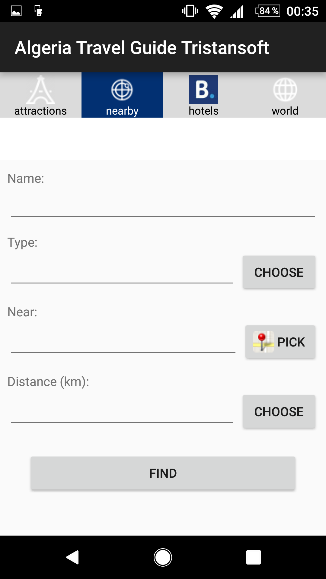 84%
00:35
Algeria Travel Guide Tristansoft
attractions
nearby
B.
hotels
world
Name:
Type:
CHOOSE
Near:
PICK
Distance (km):
CHOOSE
FIND